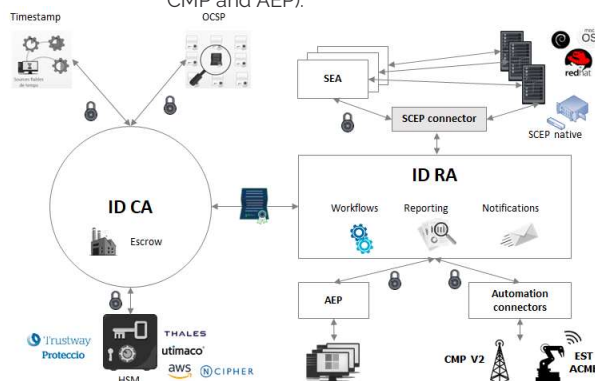 CMP and AEP).
Timestamp
OCSP
Sources fiables
de temps
SEA
OS
redhat
SCEP connector
SCEP native
ID CA
Escrow
ID RA
Workflows
Reporting
Notifications
AEP
Automation
connectors
Trustway
Proteccio
HSM
THALES
utimaco
aws
NCIPHER
CMP V2
EST
ACME